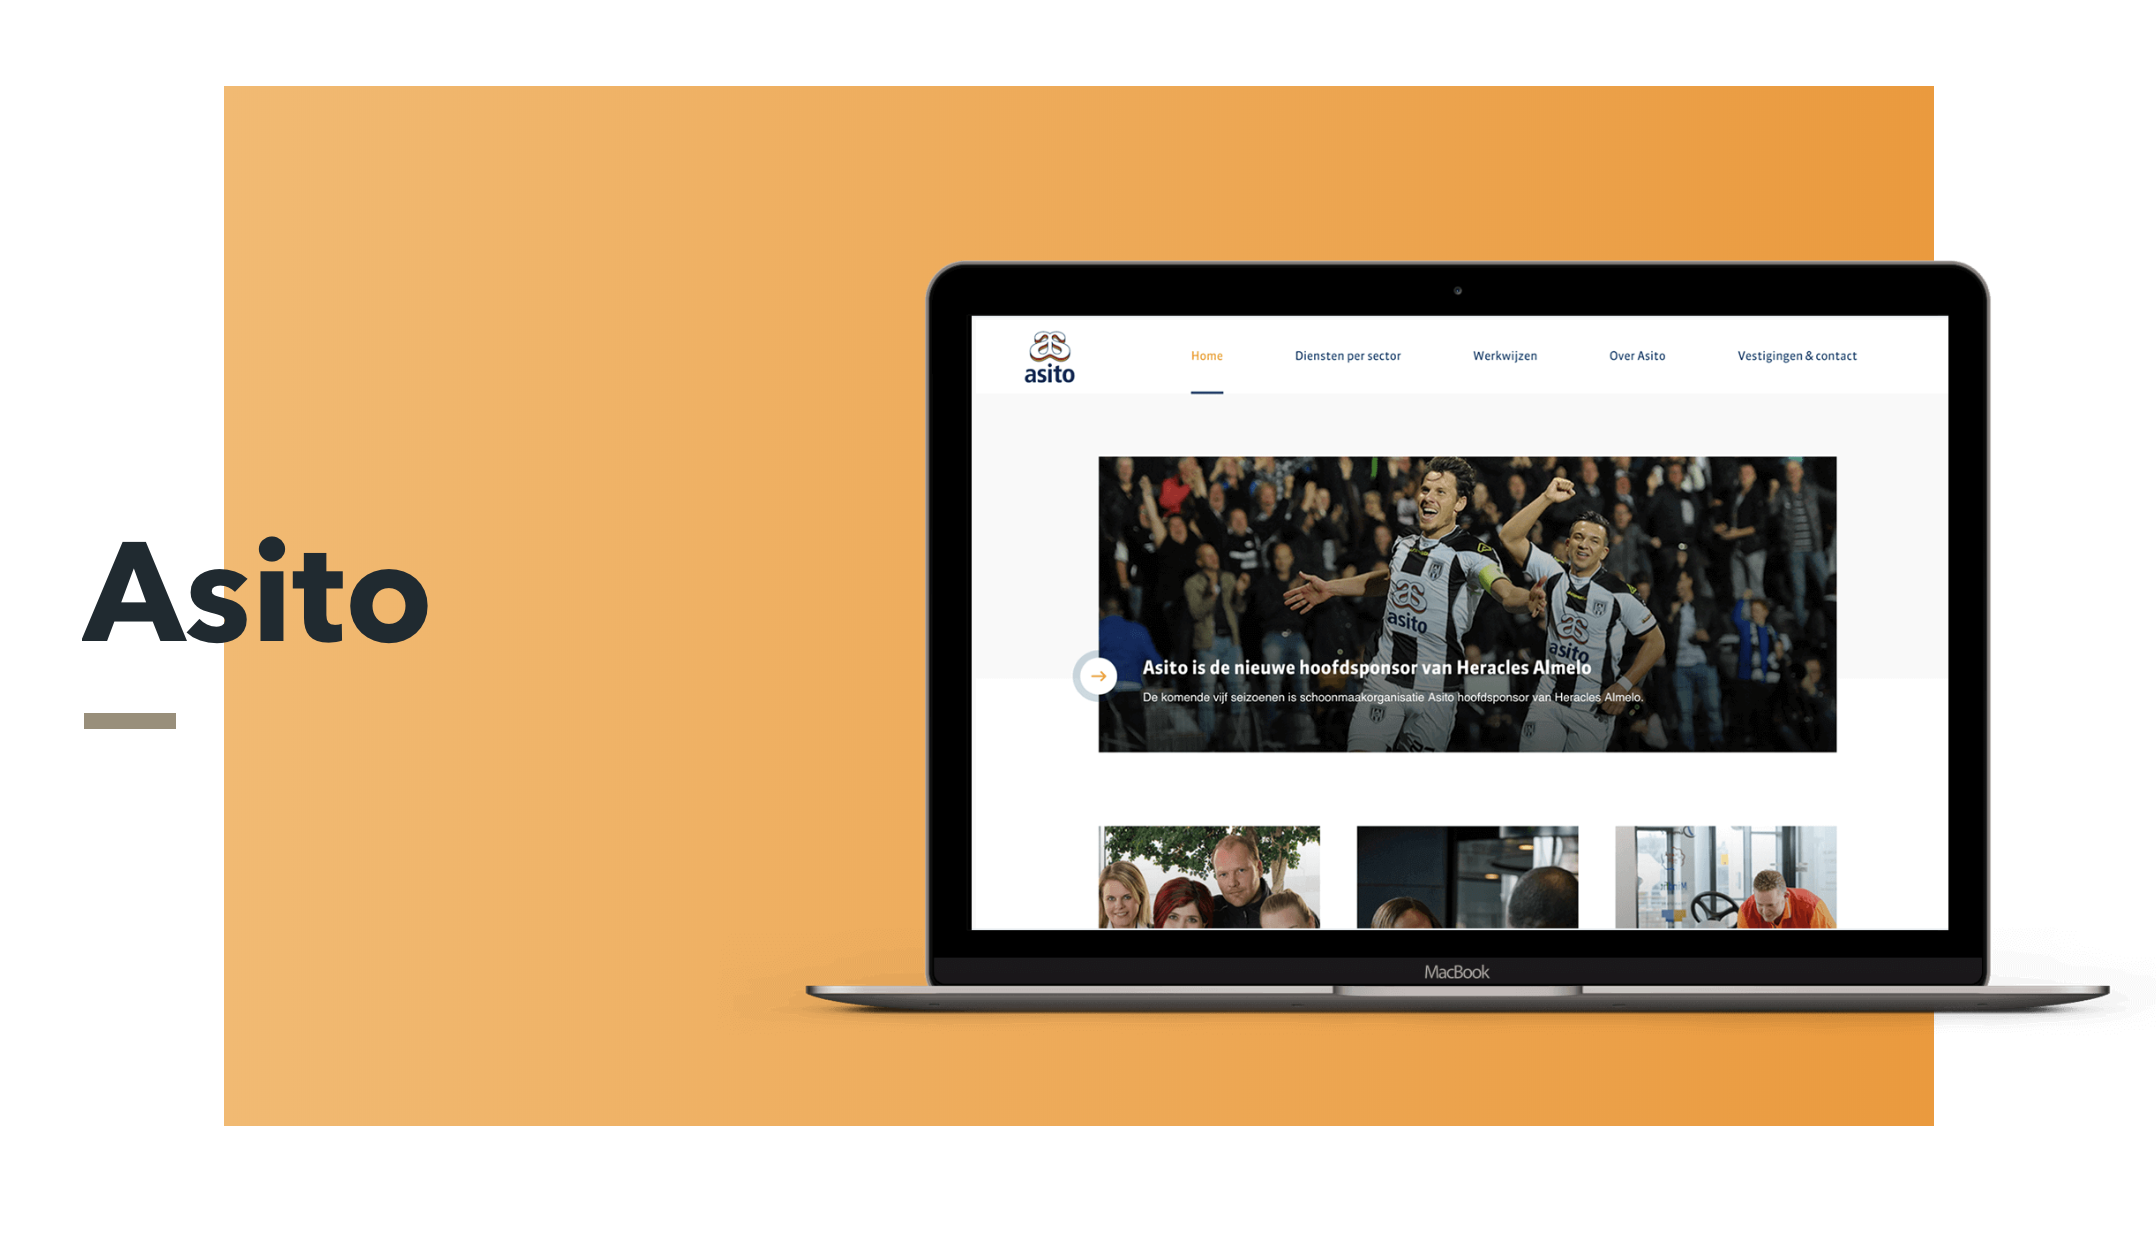 Asito
asito
Home
Diensten per sector
Werkwijzen
Over Asito
Vestigingen & contact
asito
asito
Asito is de nieuwe hoofdsponsor van Heracles Almelo
De komende vijf seizoenen is schoonmaakorganisatie Asito hoofdsponsor van Heracles Almelo.
MacBook